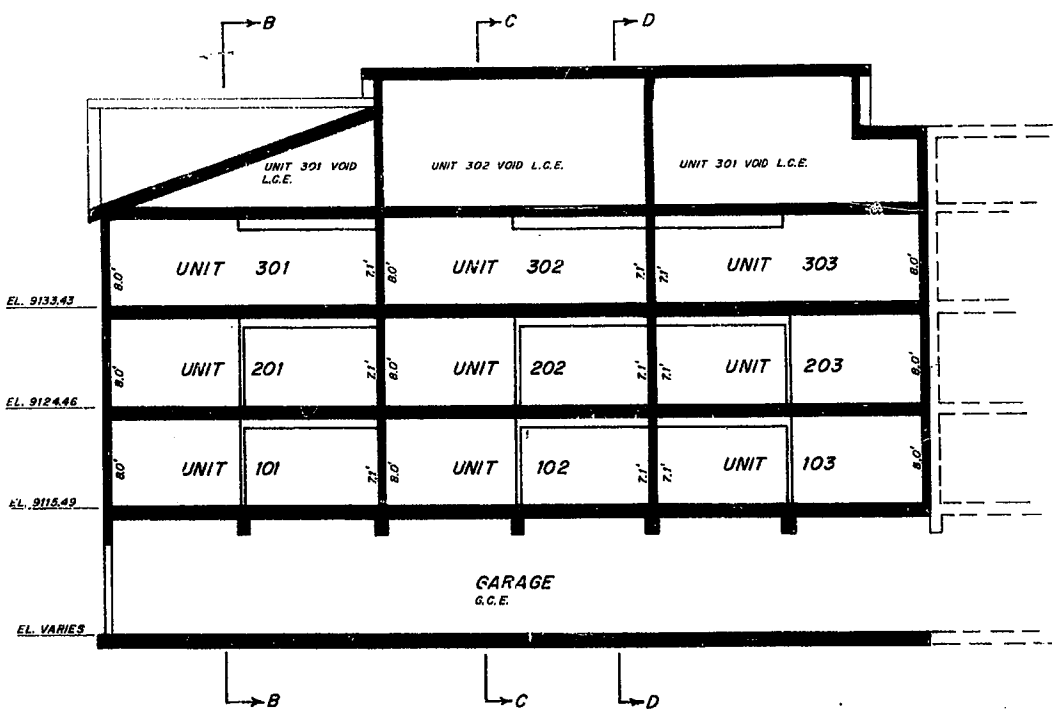 B
C
D
UNIT 301 VOID
L.C.E.
UNIT 302 VOID L.C.E.
UNIT 301 VOID L.C.E.
8.0'
UNIT 301
7.1'
8.0'
UNIT 302
7.1'
7.1'
UNIT 303
8.0'
EL. 9133.43
8.0'
UNIT 201
7.1'
8.0'
UNIT 202
7.1'
7.1'
UNIT 203
8.0'
EL. 9124.46
8.0'
UNIT 101
7.1'
8.0'
UNIT 102
7.1'
7.1'
UNIT 103
8.0'
EL. 9115.49
GARAGE
G.C.E.
EL. VARIES
B
C
D